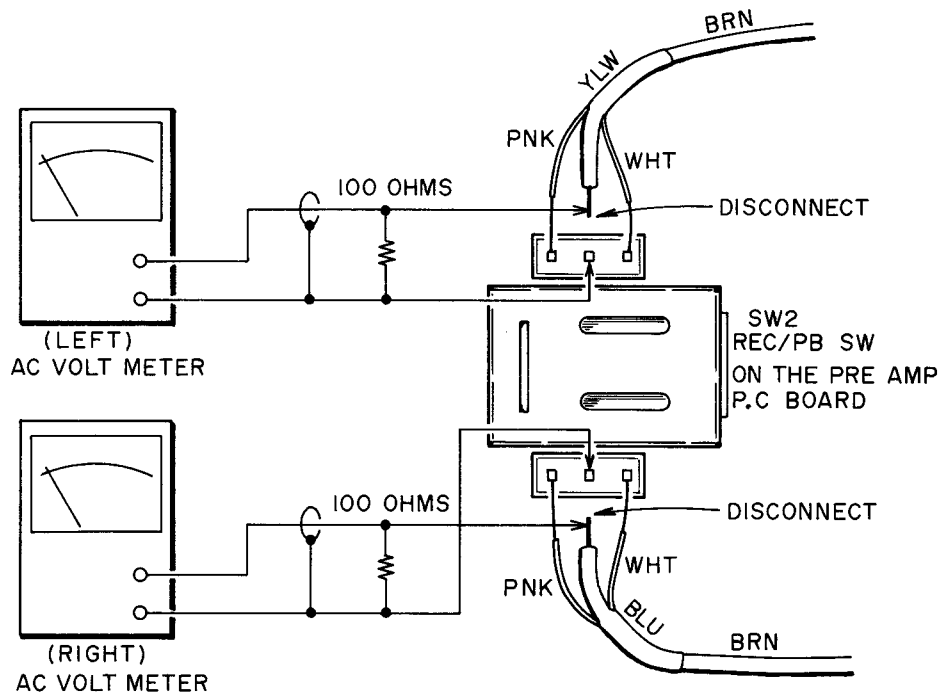 BRN
YLW
PNK
WHT
100 OHMS
DISCONNECT
(LEFT)
AC VOLT METER
SW2
REC/PB SW
ON THE PRE AMP
P.C BOARD
100 OHMS
DISCONNECT
PNK
WHT
BLU
BRN
(RIGHT)
AC VOLT METER